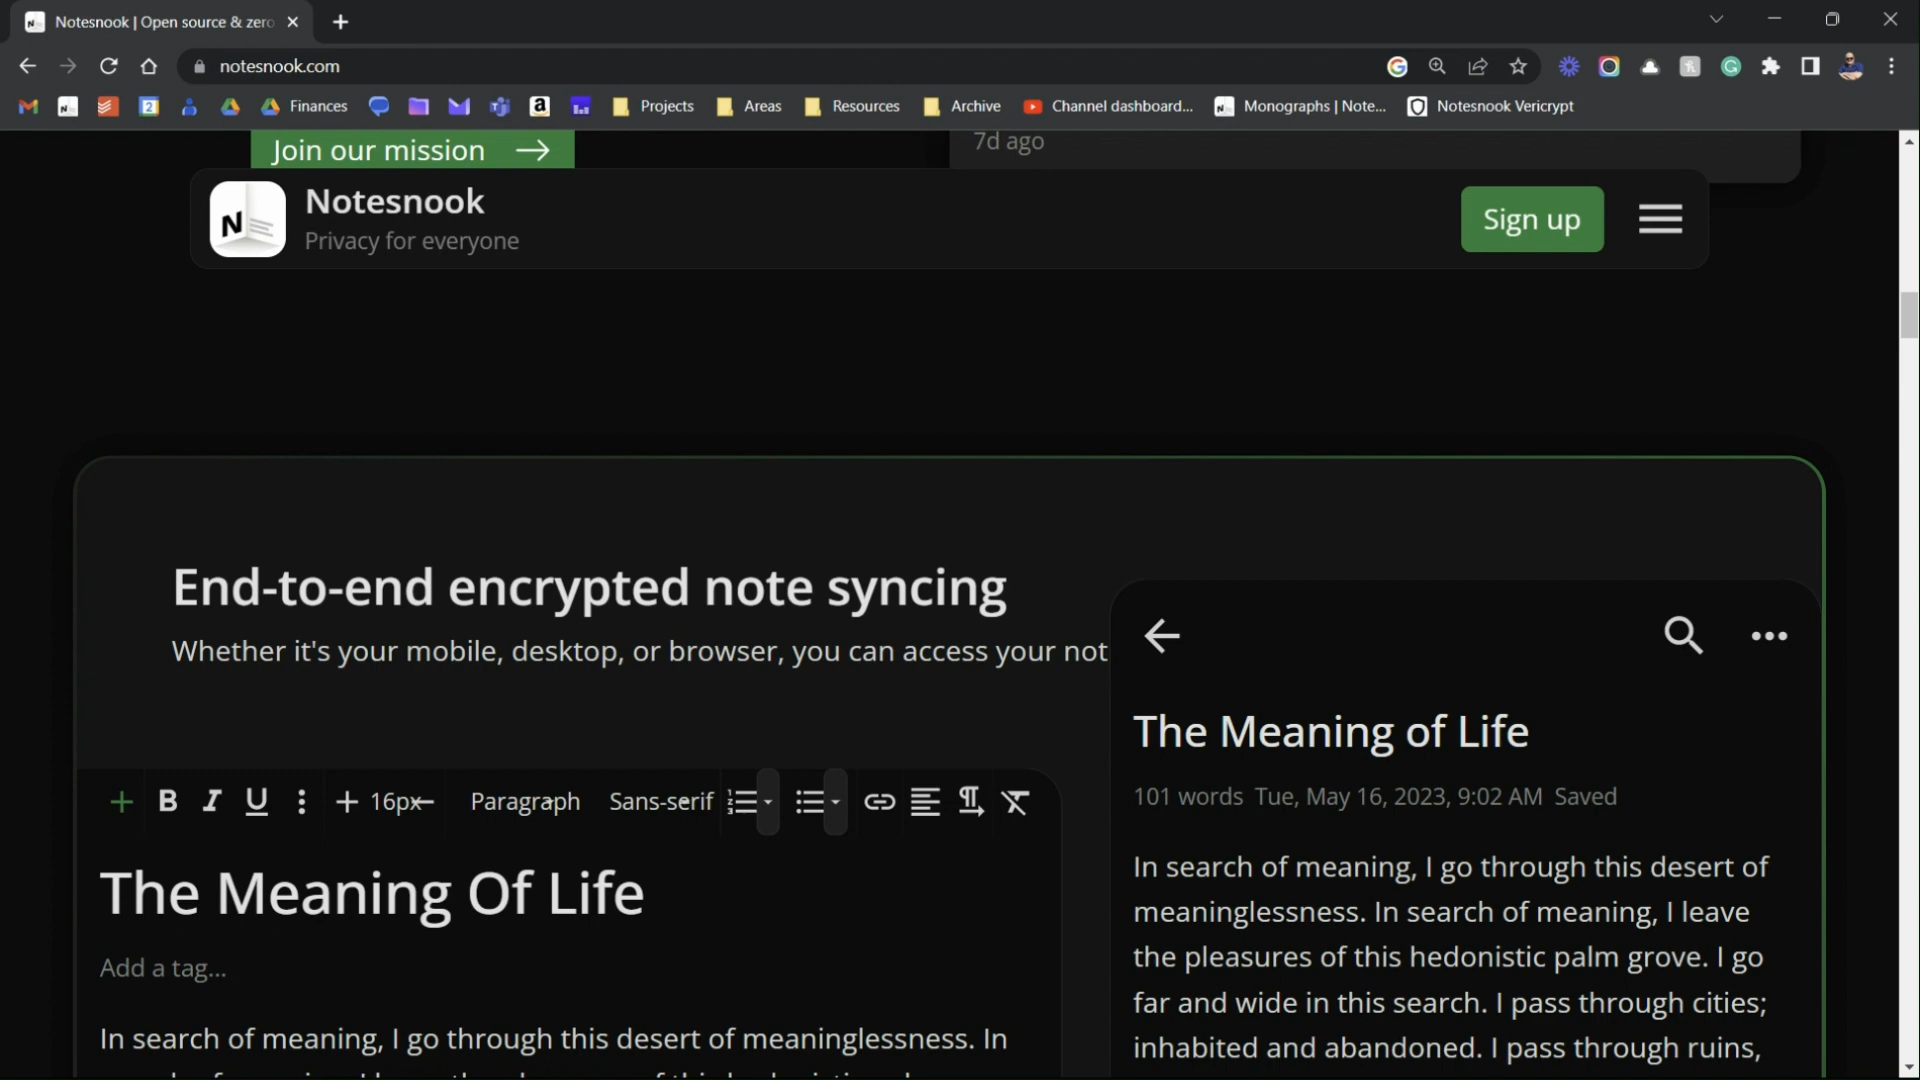 Notesnook | Open source & zero
notesnook.com
Finances
Projects
Areas
Resources
Archive
Channel dashboard...
Monographs | Note...
Notesnook Vericrypt
Join our mission
7d ago
Notesnook
Privacy for everyone
Sign up
End-to-end encrypted note syncing
Whether it's your mobile, desktop, or browser, you can access your not
B I U 16px Paragraph Sans-serif
The Meaning Of Life
Add a tag...
In search of meaning, I go through this desert of meaninglessness. In
The Meaning of Life
101 words Tue, May 16, 2023, 9:02 AM Saved
In search of meaning, I go through this desert of
meaninglessness. In search of meaning, I leave
the pleasures of this hedonistic palm grove. I go
far and wide in this search. I pass through cities;
inhabited and abandoned. I pass through ruins,